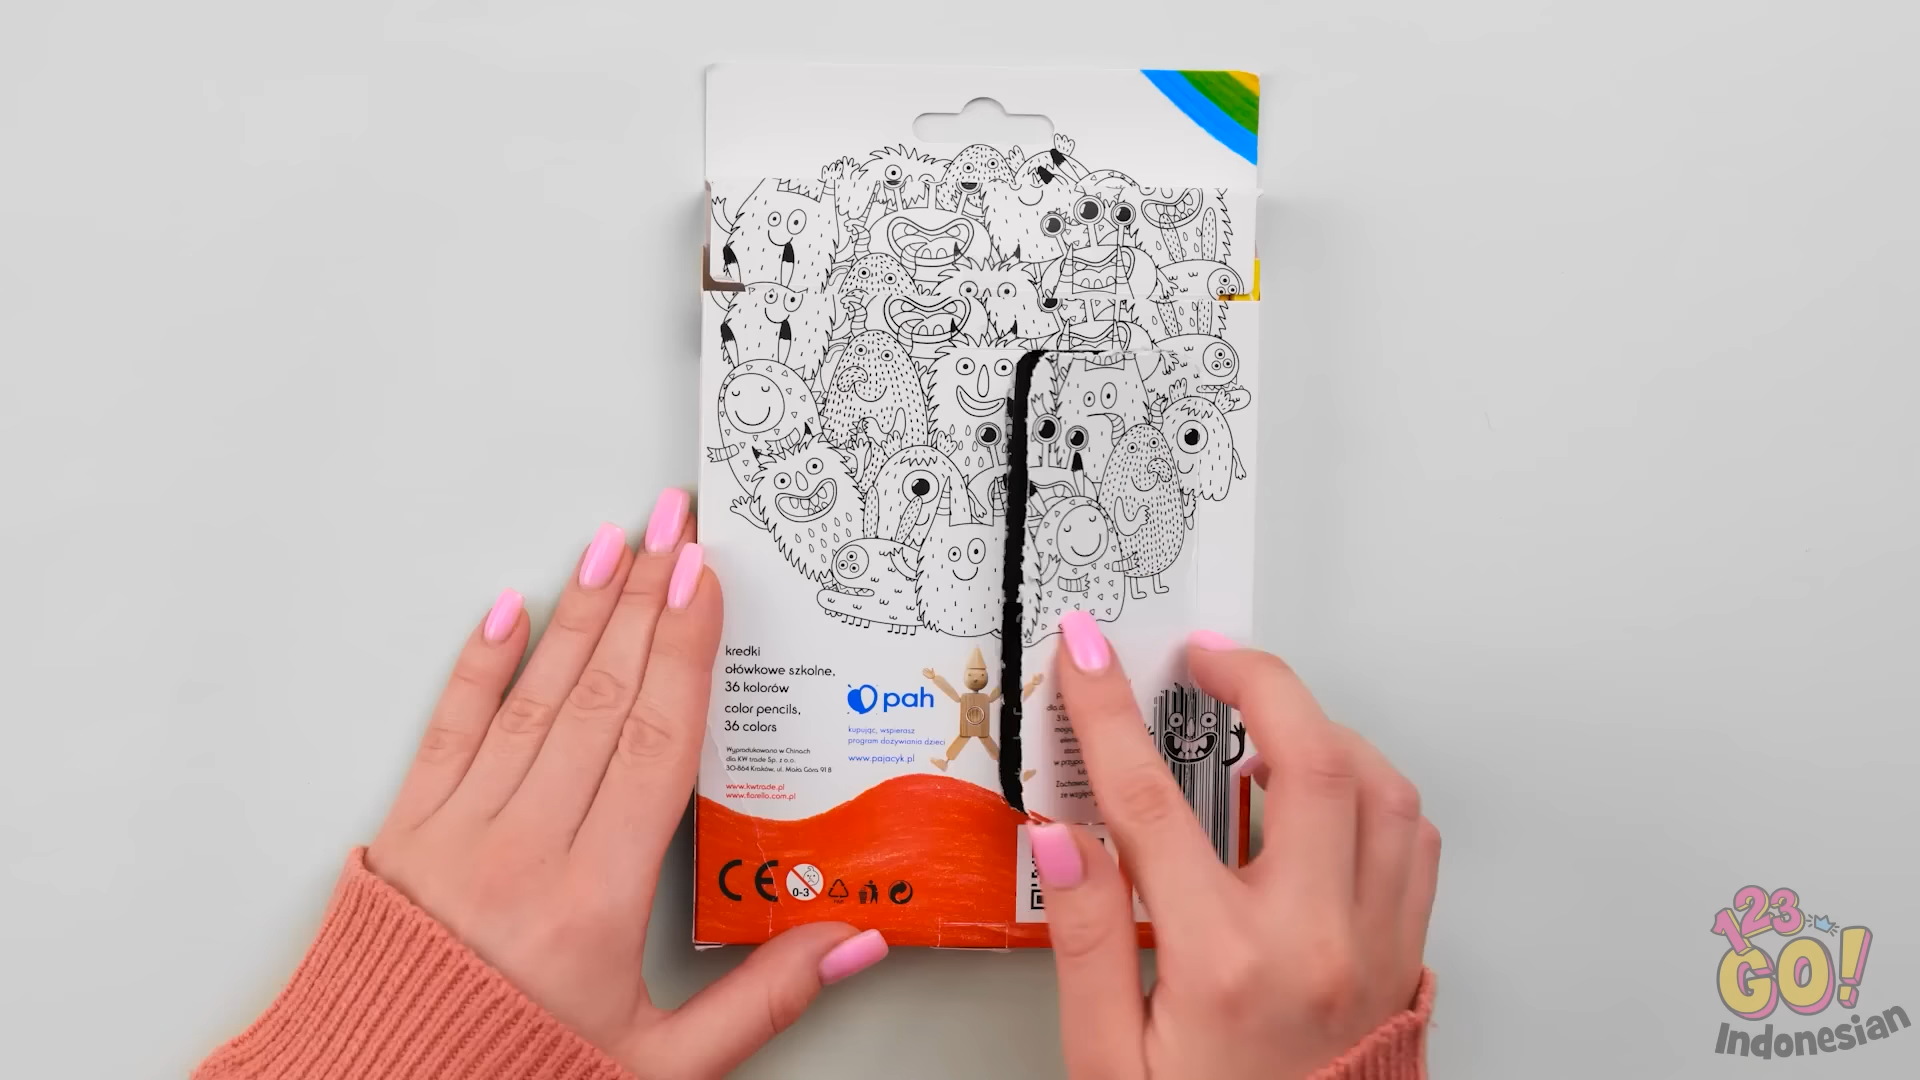 kredki
ołówkowe szkolne,
36 kolorów
color pencils,
36 colors
Wyprodukowano w Chinach
dla KW trade Sp. z o.o.
30-864 Kraków, ul. Mała Góra 91 B
www.kwtrade.pl
www.fiorello.com.pl
pah
kupując, wspierasz
program dożywiania dzieci
www.pajacyk.pl
CE
0-3
123
GO!
Indonesian